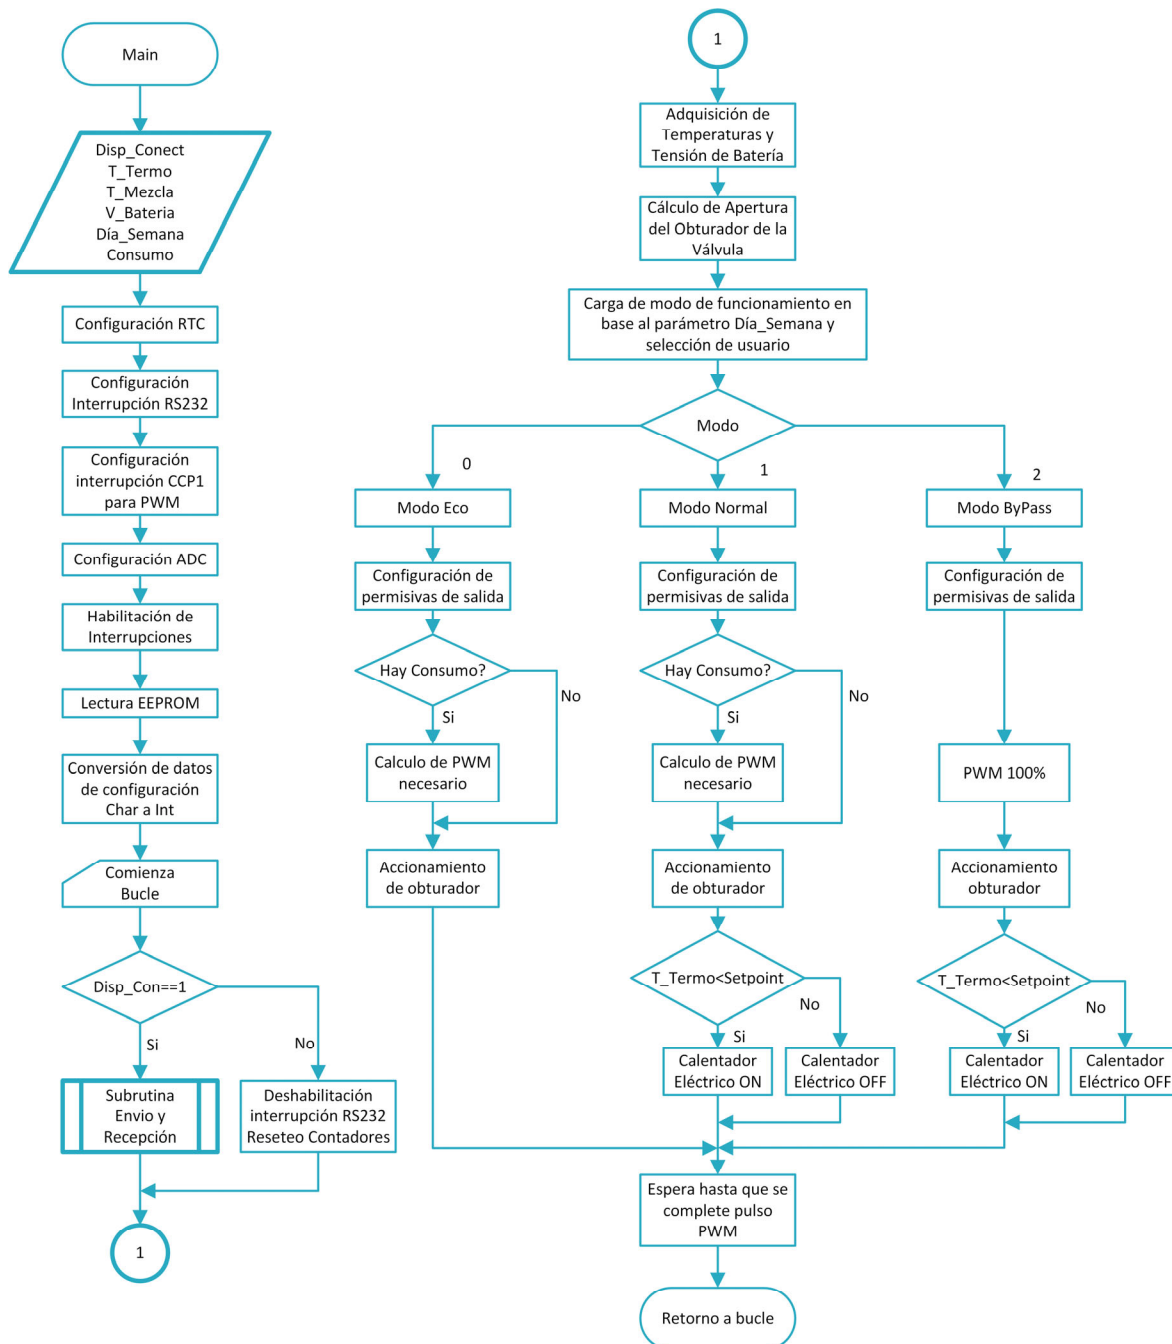 Main
Disp_Conect
T_Termo
T_Mezcla
V_Bateria
Día_Semana
Consumo
Configuración RTC
Configuración
Interrupción RS232
Configuración
interrupción CCP1
para PWM
Configuración ADC
Habilitación de
Interrupciones
Lectura EEPROM
Conversión de datos
de configuración
Char a Int
Comienza
Bucle
Disp_Con==1
Si
No
Subrutina
Envio y
Recepción
Deshabilitación
interrupción RS232
Reseteo Contadores
1
1
Adquisición de
Temperaturas y
Tensión de Batería
Cálculo de Apertura
del Obturador de la
Válvula
Carga de modo de funcionamiento en
base al parámetro Día_Semana y
selección de usuario
Modo
0
1
2
Modo Eco
Configuración de
permisivas de salida
Hay Consumo?
No
Si
Calculo de PWM
necesario
Accionamiento
de obturador
Modo Normal
Configuración de
permisivas de salida
Hay Consumo?
No
Si
Calculo de PWM
necesario
Accionamiento
de obturador
T_Termo<Setpoint
No
Si
Calentador
Eléctrico ON
Calentador
Eléctrico OFF
Modo ByPass
Configuración de
permisivas de salida
PWM 100%
Accionamiento
obturador
T_Termo<Setpoint
No
Si
Calentador
Eléctrico ON
Calentador
Eléctrico OFF
Espera hasta que se
complete pulso
PWM
Retorno a bucle